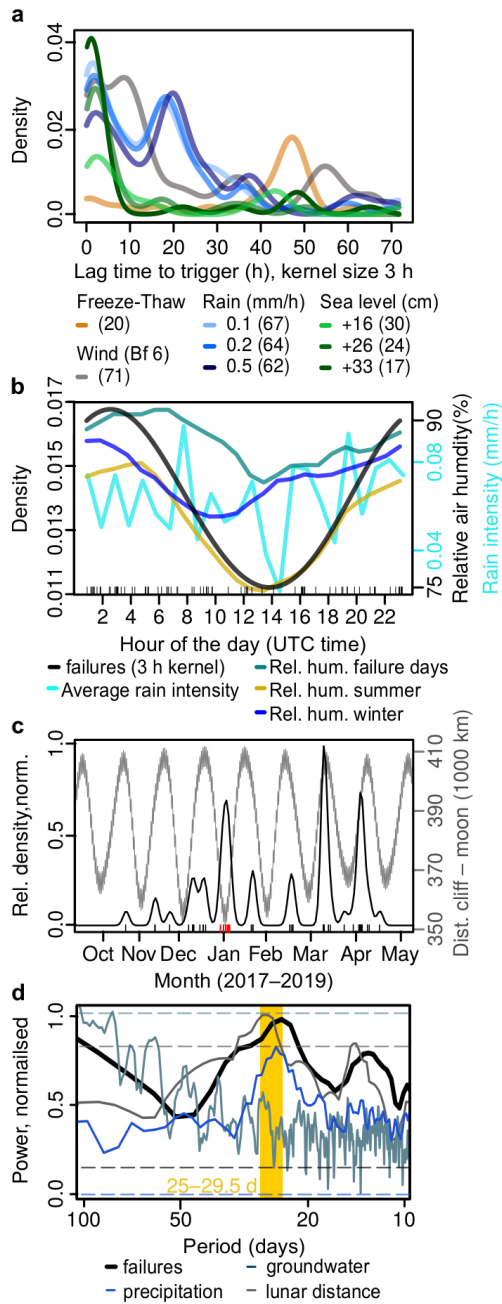 a
0.04
0.02
0.0
Density
0 10 20 30 40 50 60 70
Lag time to trigger (h), kernel size 3 h
Freeze-Thaw
(20)
Wind (Bf 6)
(71)
Rain (mm/h)
0.1 (67)
0.2 (64)
0.5 (62)
Sea level (cm)
+16 (30)
+26 (24)
+33 (17)
b
0.017
0.015
0.013
0.011
Density
90
75
Relative air humdity(%)
0.08
0.04
Rain intensity (mm/h)
2 4 6 8 10 12 14 16 18 20 22
Hour of the day (UTC time)
failures (3 h kernel)
Average rain intensity
Rel. hum. failure days
Rel. hum. summer
Rel. hum. winter
c
1.0
0.5
0.0
Rel. density,norm.
410
390
370
350
Dist. cliff – moon (1000 km)
Oct Nov Dec Jan Feb Mar Apr May
Month (2017–2019)
d
1.0
0.5
0.0
Power, normailsed
25–29.5 d
100 50 20 10
Period (days)
failures
precipitation
groundwater
lunar distance